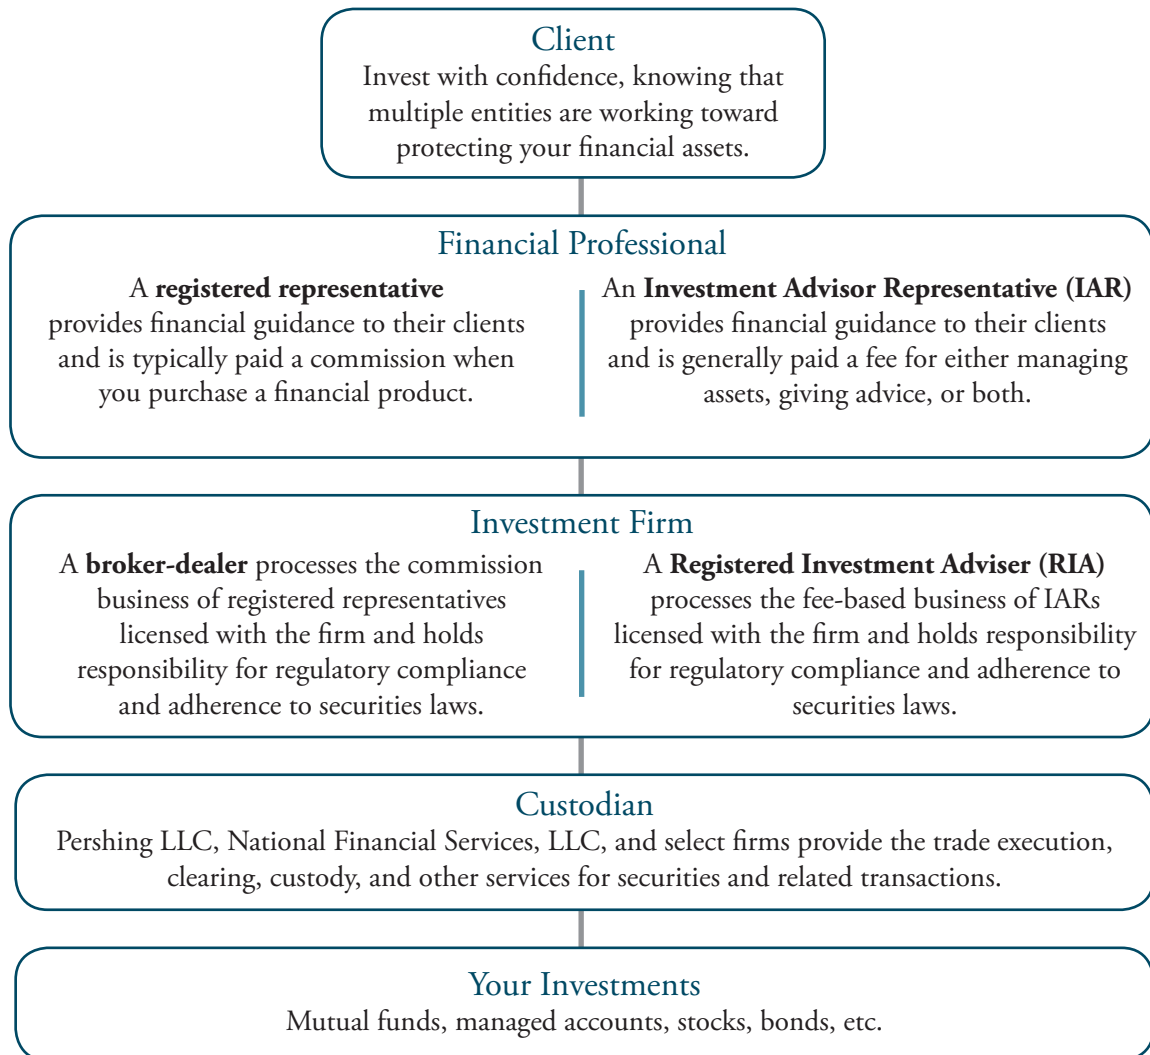 Client
Invest with confidence, knowing that
multiple entities are working toward
protecting your financial assets.
Financial Professional
A registered representative
provides financial guidance to their clients
and is typically paid a commission when
you purchase a financial product.
An Investment Advisor Representative (IAR)
provides financial guidance to their clients
and is generally paid a fee for either managing
assets, giving advice, or both.
Investment Firm
A broker-dealer processes the commission
business of registered representatives
licensed with the firm and holds
responsibility for regulatory compliance
and adherence to securities laws.
A Registered Investment Adviser (RIA)
processes the fee-based business of IARs
licensed with the firm and holds responsibility
for regulatory compliance and adherence to
securities laws.
Custodian
Pershing LLC, National Financial Services, LLC, and select firms provide the trade execution,
clearing, custody, and other services for securities and related transactions.
Your Investments
Mutual funds, managed accounts, stocks, bonds, etc.